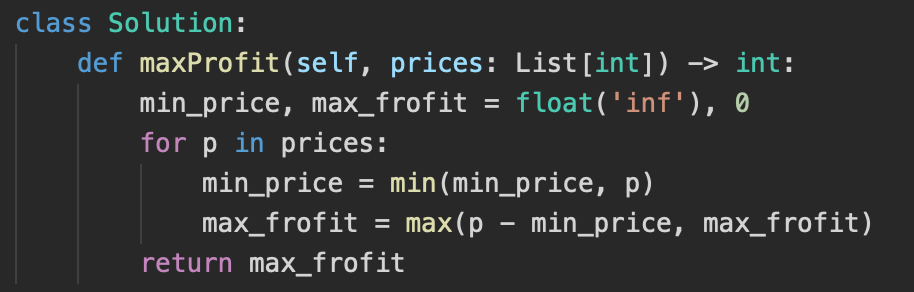 class Solution:
    def maxProfit(self, prices: List[int]) -> int:
        min_price, max_frofit = float('inf'), 0
        for p in prices:
            min_price = min(min_price, p)
            max_frofit = max(p - min_price, max_frofit)
        return max_frofit